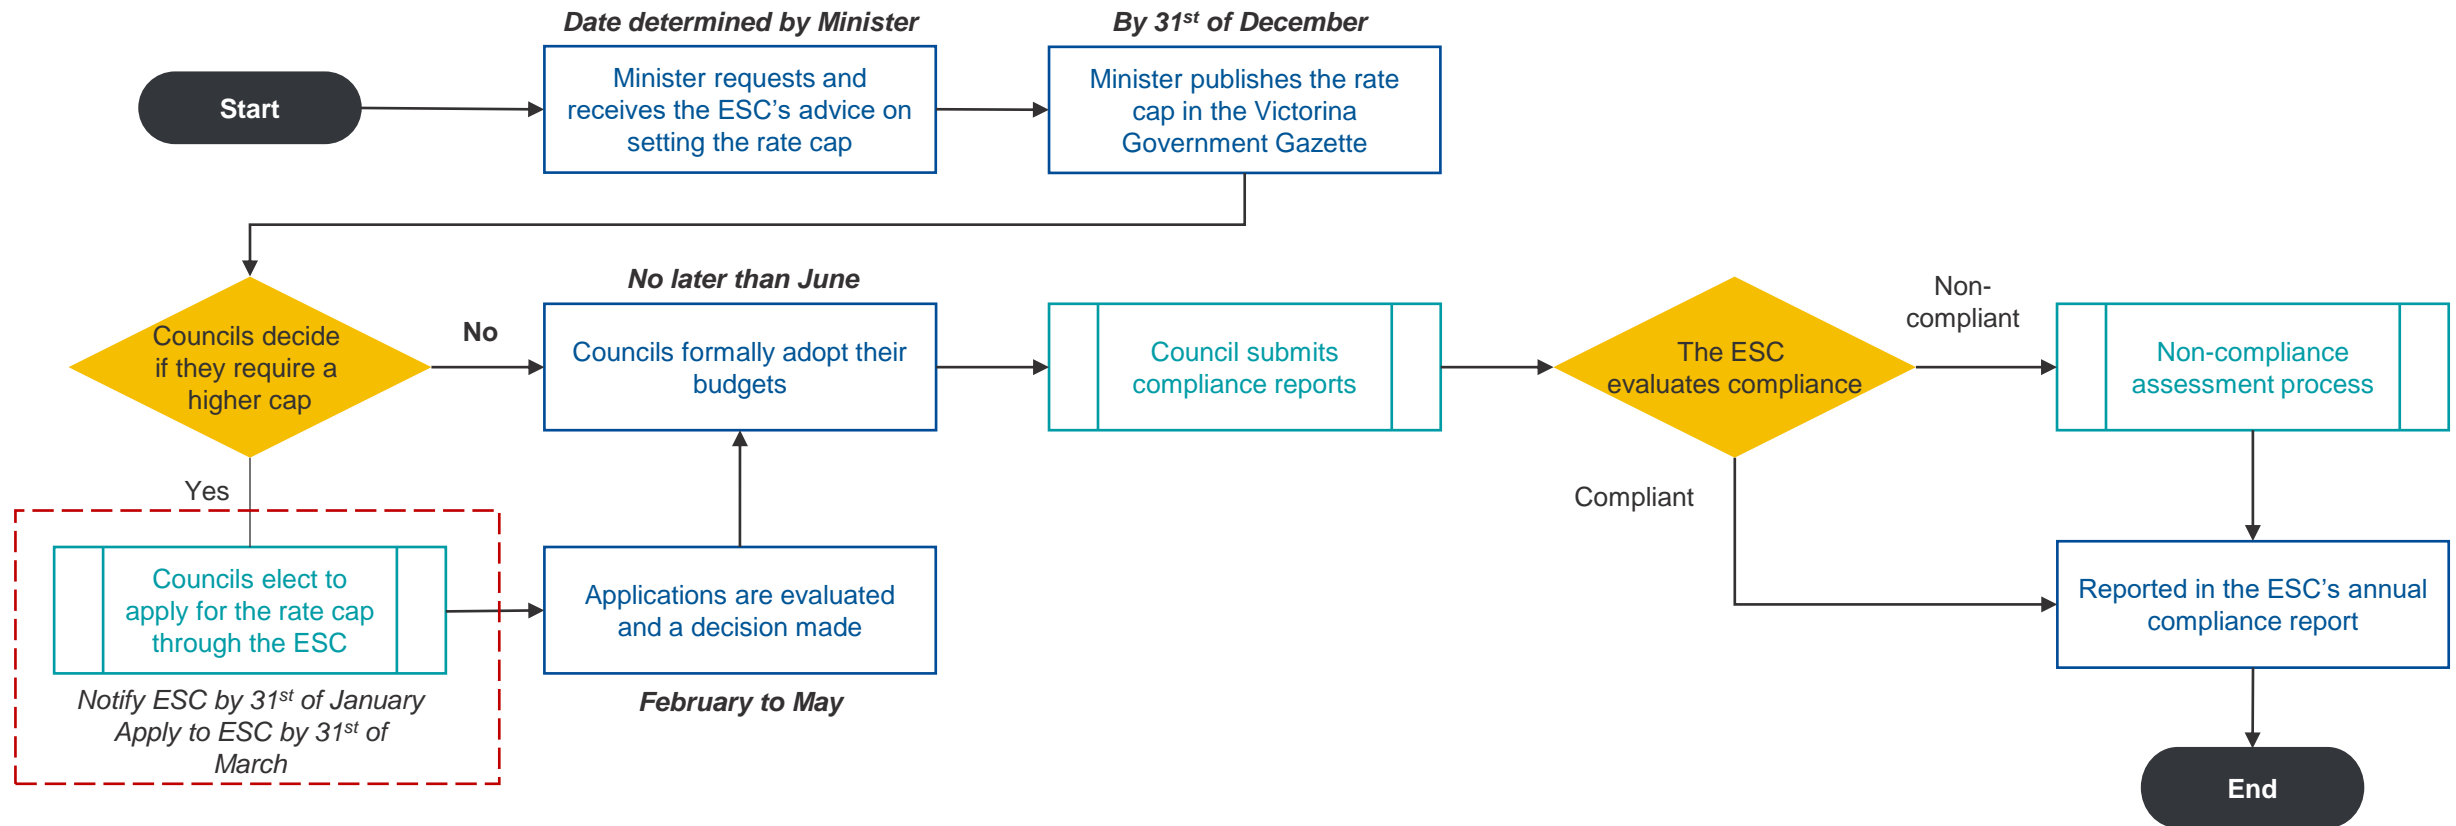 Date determined by Minister
By 31st of December
Start
Minister requests and
receives the ESC's advice on
setting the rate cap
Minister publishes the rate
cap in the Victorina
Government Gazette
Councils decide
if they require a
higher cap
No
No later than June
Councils formally adopt their
budgets
Council submits
compliance reports
The ESC
evaluates compliance
Non-
compliant
Non-compliance
assessment process
Yes
Compliant
Councils elect to
apply for the rate cap
through the ESC
Notify ESC by 31st of January
Apply to ESC by 31st of
March
Applications are evaluated
and a decision made
February to May
Reported in the ESC's annual
compliance report
End